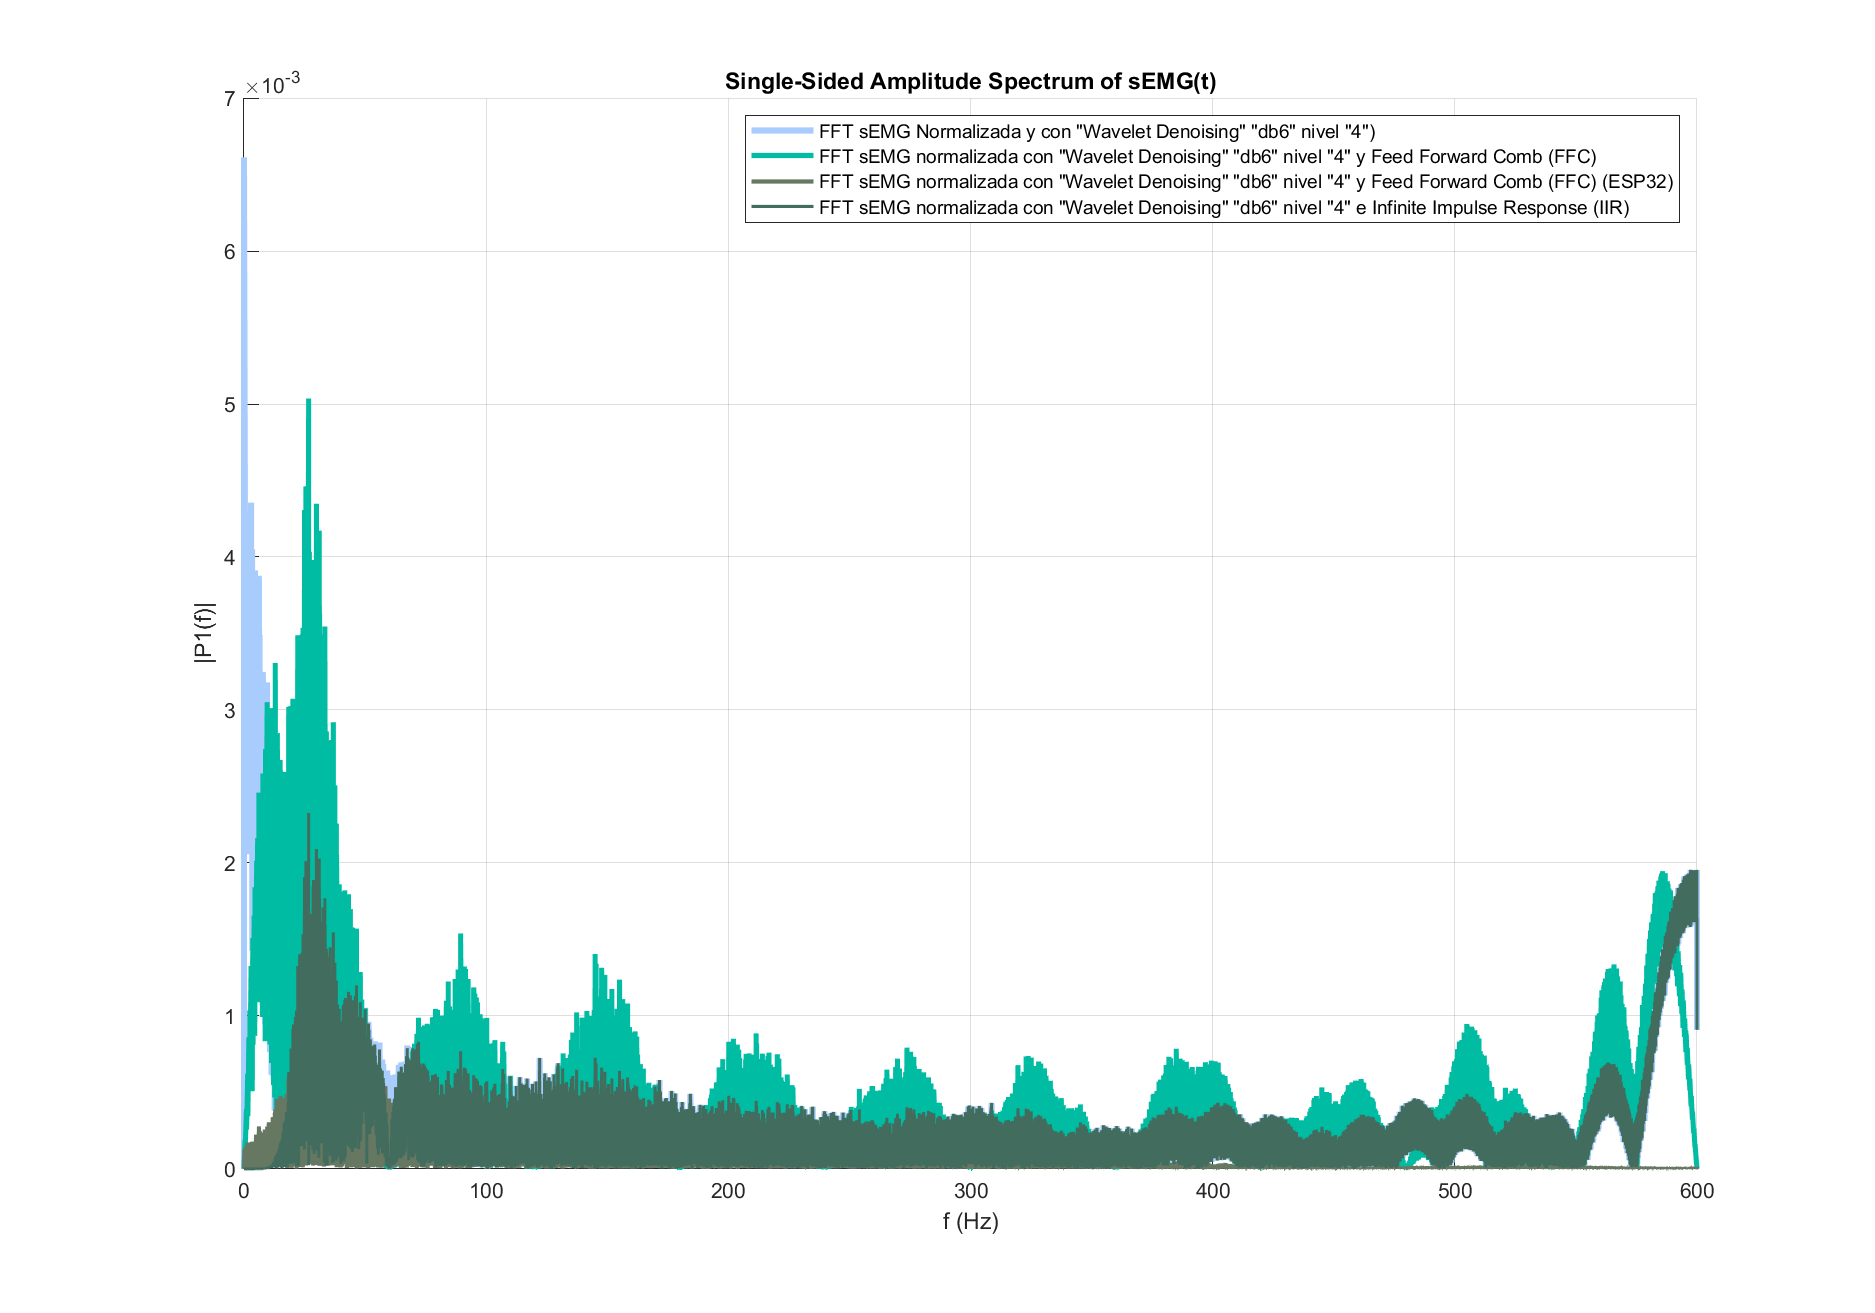 Single-Sided Amplitude Spectrum of sEMG(t)
×10-3
FFT sEMG Normalizada y con "Wavelet Denoising" "db6" nivel "4")
FFT sEMG normalizada con "Wavelet Denoising" "db6" nivel "4" y Feed Forward Comb (FFC)
FFT sEMG normalizada con "Wavelet Denoising" "db6" nivel "4" y Feed Forward Comb (FFC) (ESP32)
FFT sEMG normalizada con "Wavelet Denoising" "db6" nivel "4" e Infinite Impulse Response (IIR)
7
6
5
4
3
2
1
0
|P1(f)|
0 100 200 300 400 500 600
f (Hz)